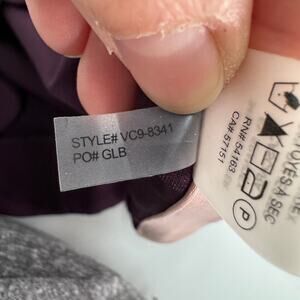 STYLE# VC9-8341
PO# GLB
RN# 54163
CA# 57151
P